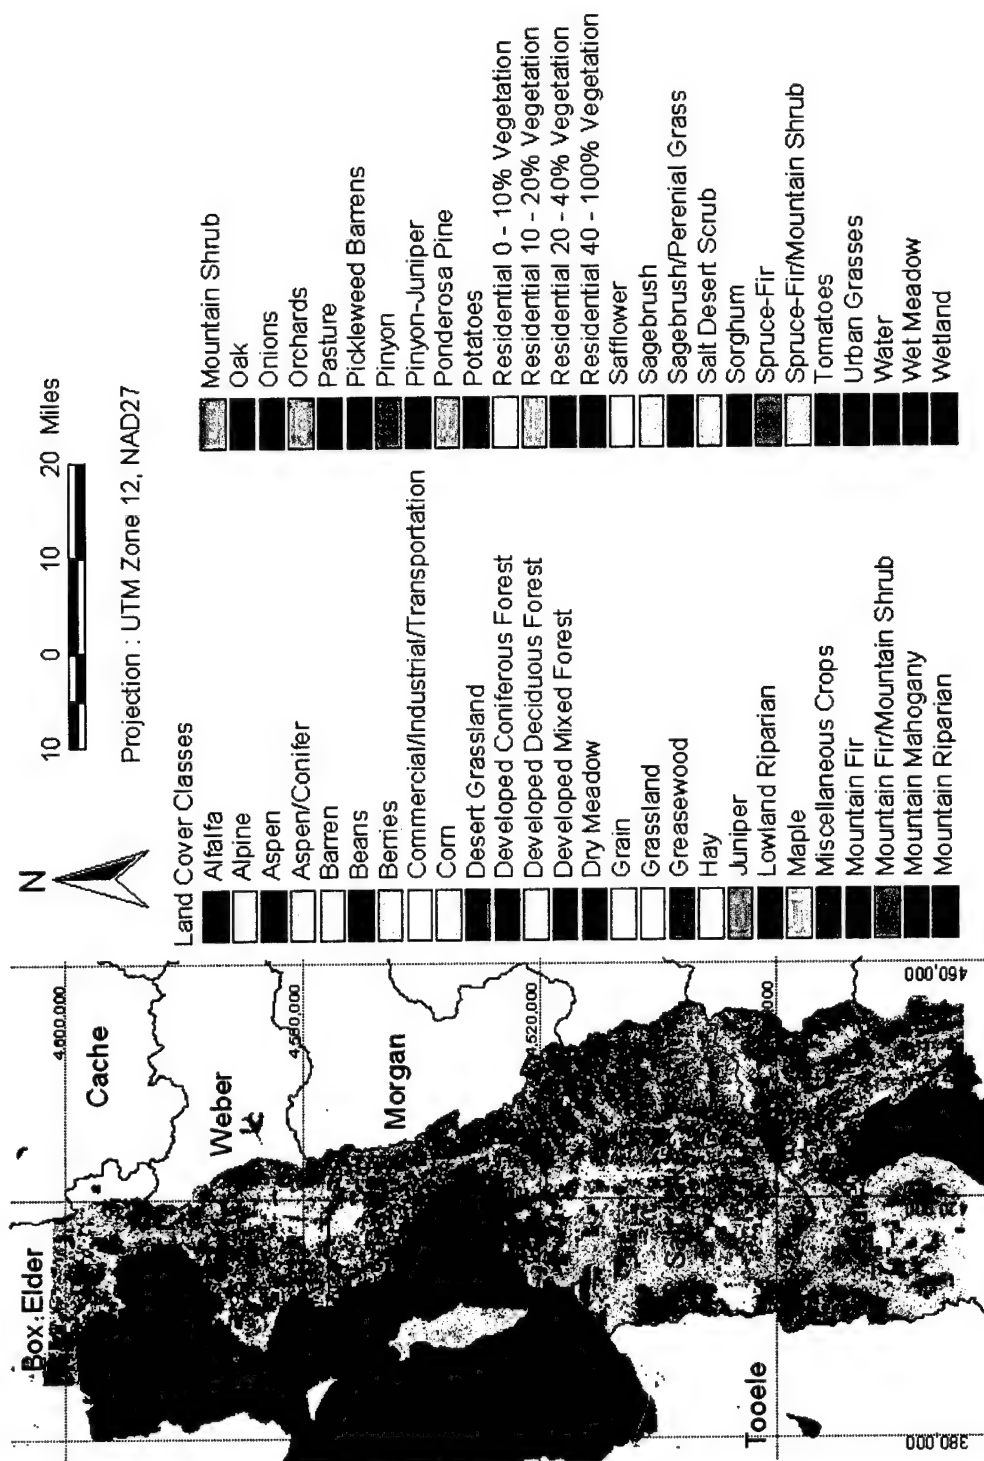 N
10 0 10 20 Miles
Projection : UTM Zone 12, NAD27
Land Cover Classes
Alfalfa
Alpine
Aspen
Aspen/Conifer
Barren
Beans
Berries
Commercial/Industrial/Transportation
Corn
Desert Grassland
Developed Coniferous Forest
Developed Deciduous Forest
Developed Mixed Forest
Dry Meadow
Grain
Grassland
Greasewood
Hay
Juniper
Lowland Riparian
Maple
Miscellaneous Crops
Mountain Fir
Mountain Fir/Mountain Shrub
Mountain Mahogany
Mountain Riparian
Mountain Shrub
Oak
Onions
Orchards
Pasture
Pickleweed Barrens
Pinyon
Pinyon-Juniper
Ponderosa Pine
Potatoes
Residential 0 - 10% Vegetation
Residential 10 - 20% Vegetation
Residential 20 - 40% Vegetation
Residential 40 - 100% Vegetation
Safflower
Sagebrush
Sagebrush/Perenial Grass
Salt Desert Scrub
Sorghum
Spruce-Fir
Spruce-Fir/Mountain Shrub
Tomatoes
Urban Grasses
Water
Wet Meadow
Wetland
Box Elder
Cache
4,600,000
Weber
4,560,000
Morgan
4,520,000
Tooele
380,000
460,000